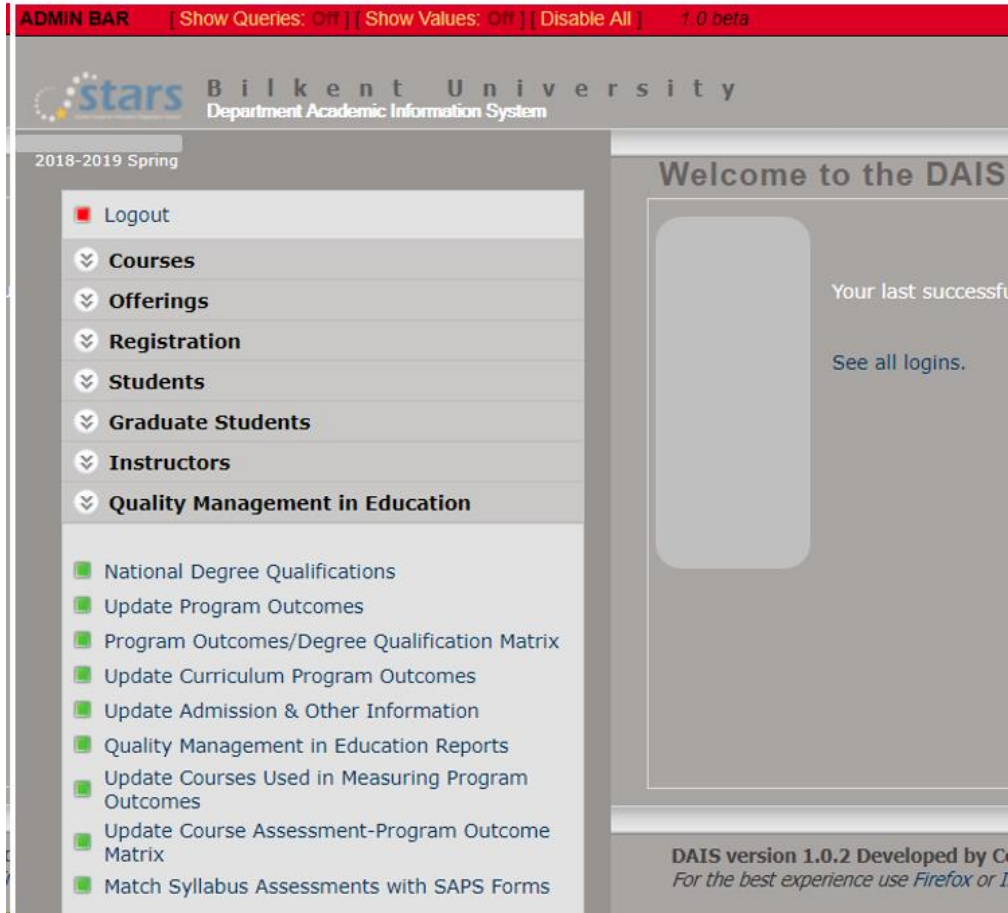 ADMIN BAR [ Show Queries: Off ] [ Show Values: Off ] [ Disable All ] 1.0 beta
stars
Bilkent University
Department Academic Information System
2018-2019 Spring
Welcome to the DAIS
Logout
Courses
Offerings
Registration
Students
Graduate Students
Instructors
Quality Management in Education
National Degree Qualifications
Update Program Outcomes
Program Outcomes/Degree Qualification Matrix
Update Curriculum Program Outcomes
Update Admission & Other Information
Quality Management in Education Reports
Update Courses Used in Measuring Program
Outcomes
Update Course Assessment-Program Outcome
Matrix
Match Syllabus Assessments with SAPS Forms
Your last successfu
See all logins.
DAIS version 1.0.2 Developed by C
For the best experience use Firefox or I